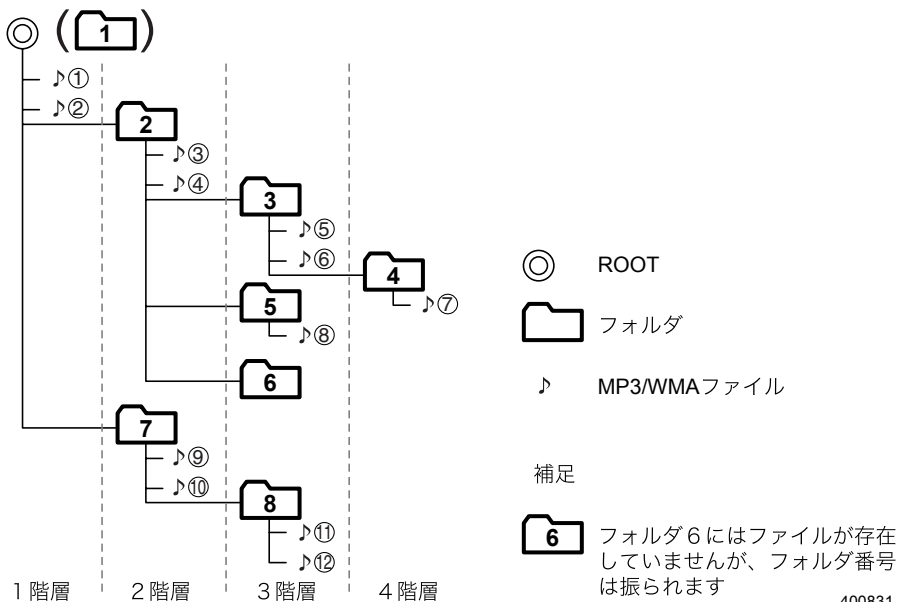 (1)
♪①
♪②
2
♪③
♪④
3
♪⑤
♪⑥
4
♪⑦
5
♪⑧
6
7
♪⑨
♪⑩
8
♪⑪
♪⑫
1階層
2階層
3階層
4階層
ROOT
フォルダ
♪ MP3/WMAファイル
補足
6
フォルダ6にはファイルが存在
していませんが、フォルダ番号
は振られます
400831